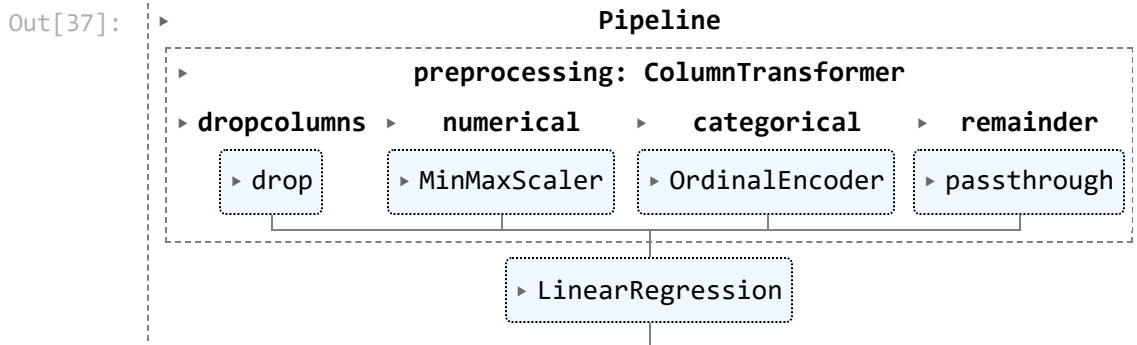 Out[37]:
Pipeline
preprocessing: ColumnTransformer
dropcolumns numerical categorical remainder
drop MinMaxScaler OrdinalEncoder passthrough
LinearRegression